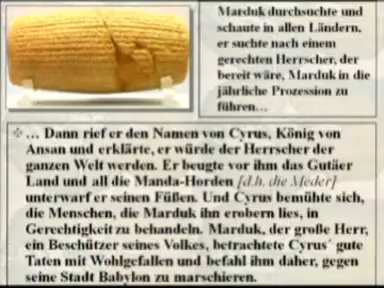 Marduk durchsuchte und
schaute in allen Ländern,
er suchte nach einem
gerechten Herrscher, der
bereit wäre, Marduk in die
jährliche Prozession zu
führen...
... Dann rief er den Namen von Cyrus, König von
Ansan und erklärte, er würde der Herrscher der
ganzen Welt werden. Er beugte vor ihm das Gutäer
Land und all die Manda-Horden [d.h. die Meder]
unterwarf er seinen Füßen. Und Cyrus bemühte sich,
die Menschen, die Marduk ihn erobern lies, in
Gerechtigkeit zu behandeln. Marduk, der große Herr,
ein Beschützer seines Volkes, betrachtete Cyrus´ gute
Taten mit Wohlgefallen und befahl ihm daher, gegen
seine Stadt Babylon zu marschieren.